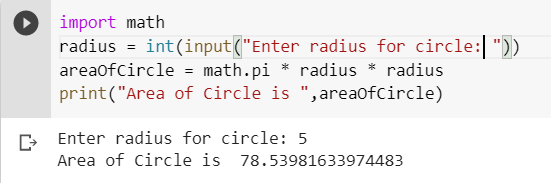 import math
radius = int(input("Enter radius for circle: "))
areaOfCircle = math.pi * radius * radius
print("Area of Circle is ",areaOfCircle)
Enter radius for circle: 5
Area of Circle is  78.53981633974483